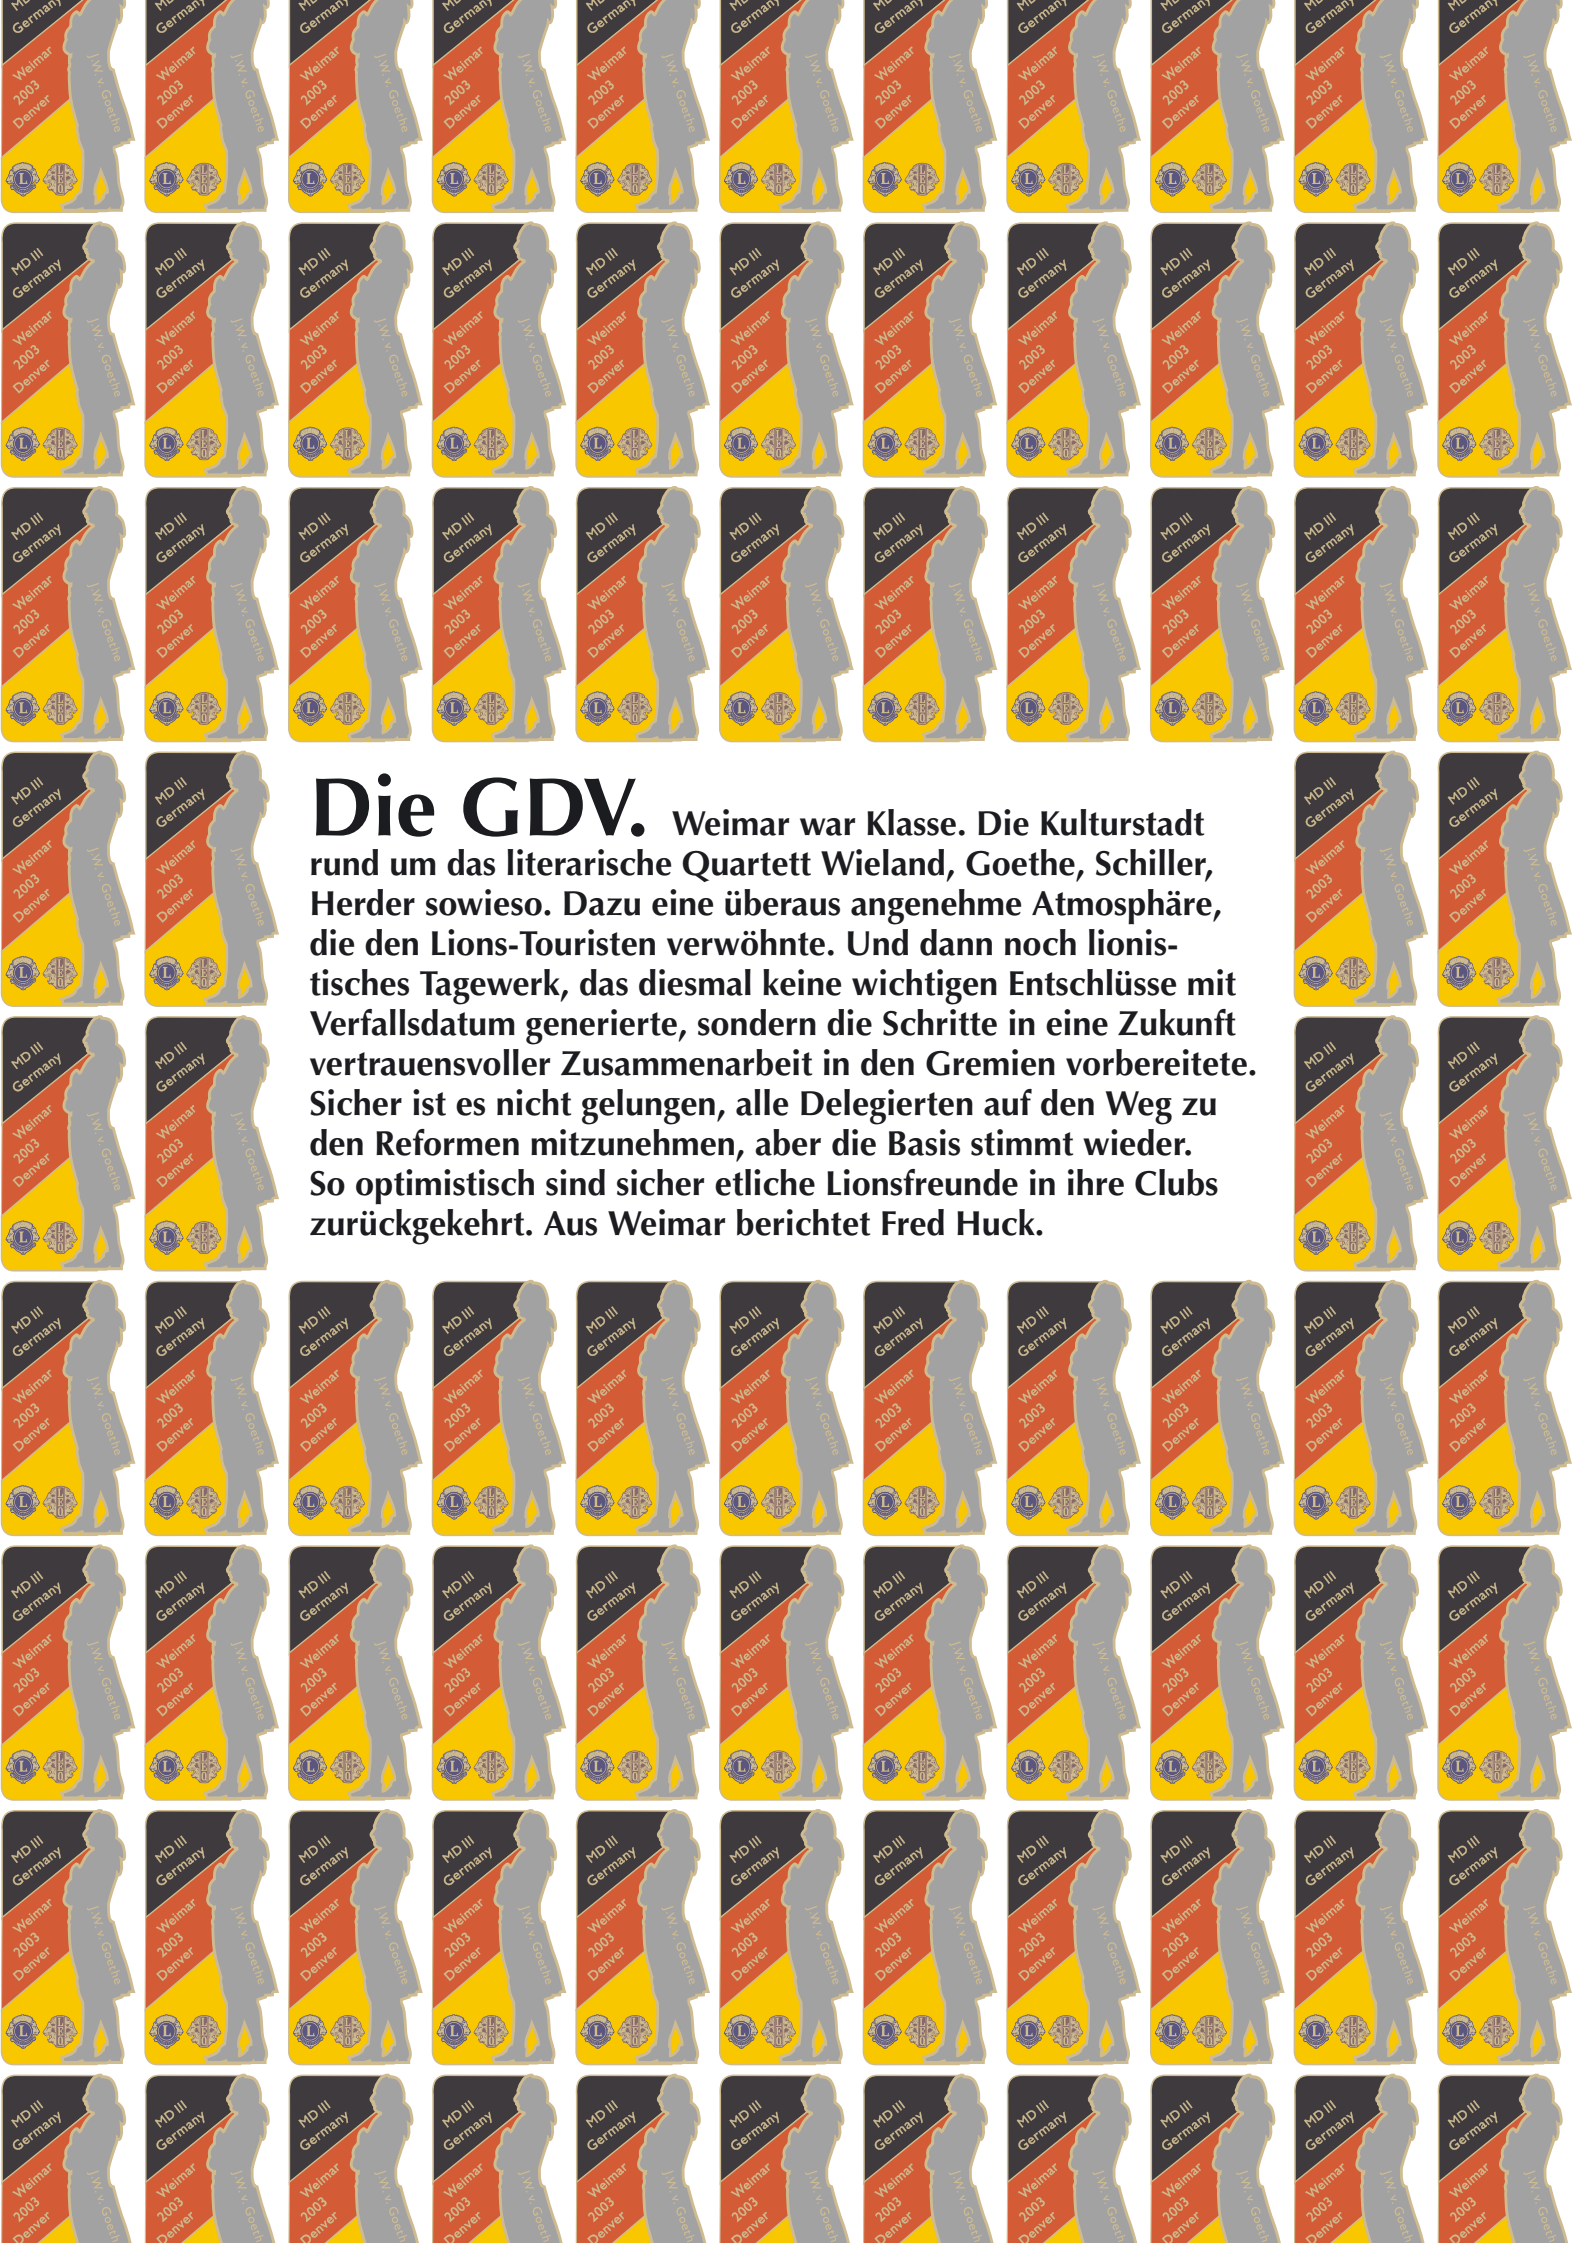 MD III
Germany
Weimar
2003
Denver
J.W. v. Goethe
L
LEO
Die GDV. Weimar war Klasse. Die Kulturstadt
rund um das literarische Quartett Wieland, Goethe, Schiller,
Herder sowieso. Dazu eine überaus angenehme Atmosphäre,
die den Lions-Touristen verwöhnte. Und dann noch lionis-
tisches Tagewerk, das diesmal keine wichtigen Entschlüsse mit
Verfallsdatum generierte, sondern die Schritte in eine Zukunft
vertrauensvoller Zusammenarbeit in den Gremien vorbereitete.
Sicher ist es nicht gelungen, alle Delegierten auf den Weg zu
den Reformen mitzunehmen, aber die Basis stimmt wieder.
So optimistisch sind sicher etliche Lionsfreunde in ihre Clubs
zurückgekehrt. Aus Weimar berichtet Fred Huck.